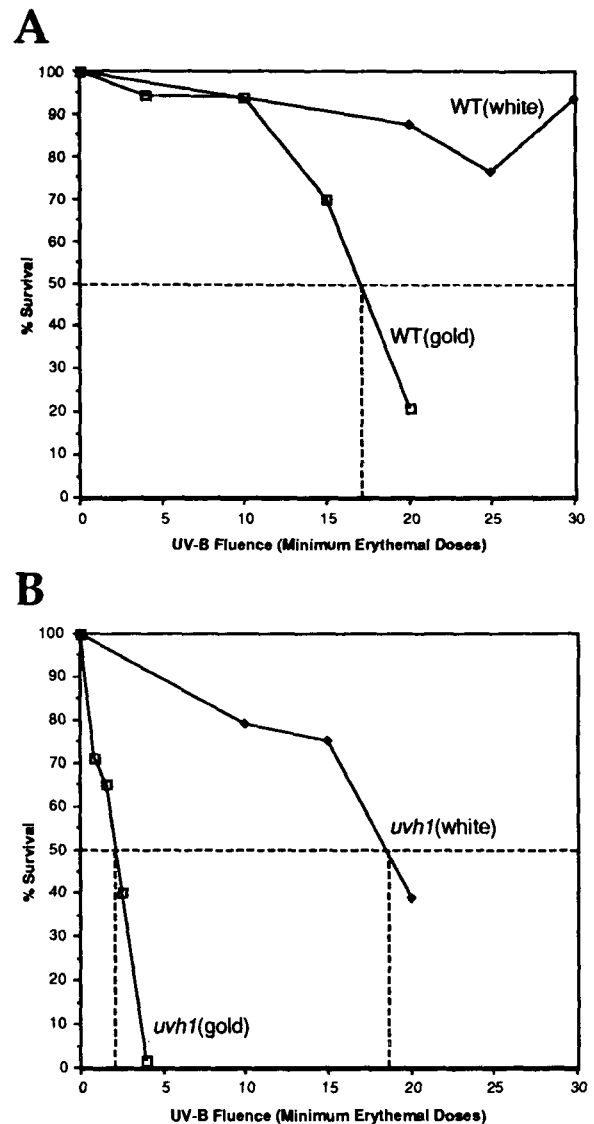 A
100
90
80
70
60
50
40
30
20
10
0
% Survival
WT(white)
WT(gold)
0 5 10 15 20 25 30
UV-B Fluence (Minimum Erythemal Doses)
B
100
90
80
70
60
50
40
30
20
10
0
% Survival
uvh1(white)
uvh1(gold)
0 5 10 15 20 25 30
UV-B Fluence (Minimum Erythemal Doses)